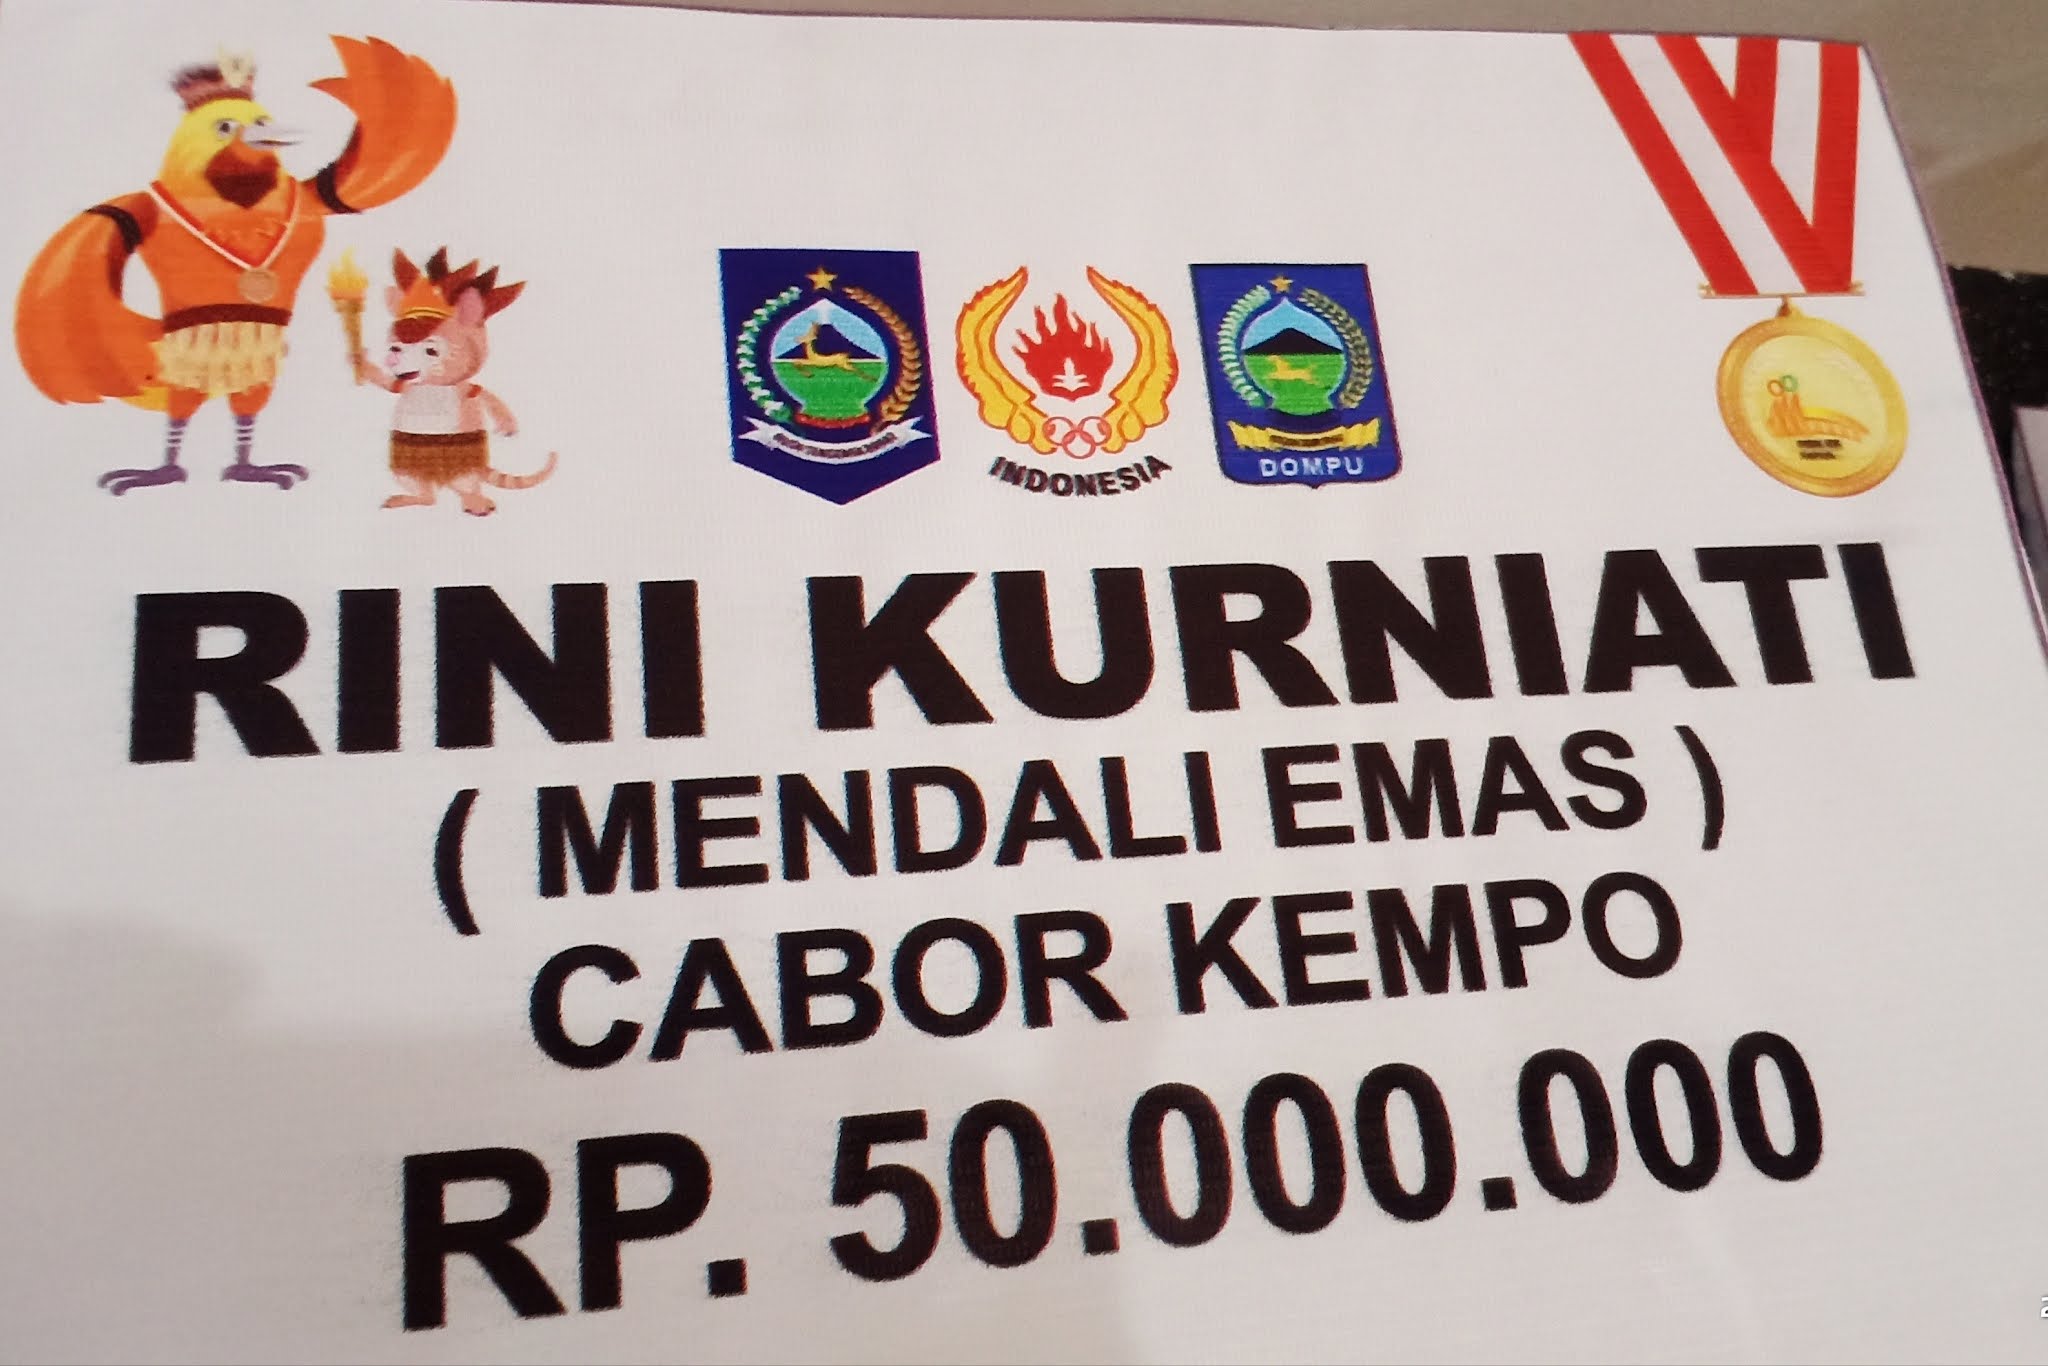 INDONESIA
DOMPU
RINI KURNIATI
( MENDALI EMAS )
CABOR KEMPO
RP. 50.000.000